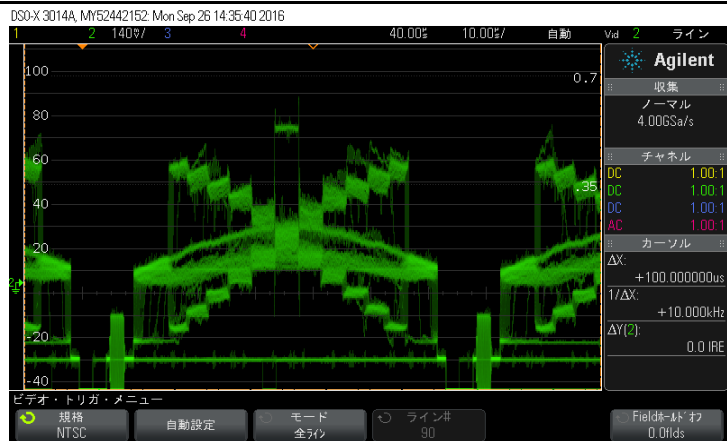 DSO-X 3014A, MY52442152: Mon Sep 26 14:35:40 2016
1 2 140▽/ 3 4 40.00s 10.00s/ 自動 Vid 2 ライン
Agilent
収集
ノーマル
4.00GSa/s
チャネル
DC 1.00:1
DC 1.00:1
DC 1.00:1
AC 1.00:1
カーソル
ΔX:
+100.000000us
1/ΔX:
+10.000kHz
ΔY(2):
0.0 IRE
100
0.7
80
60
.35
40
20
2
-20
-40
ビデオ・トリガ・メニュー
規格
NTSC
自動設定
モード
全ライン
ライン#
90
Fieldホールドオフ
0.0flds